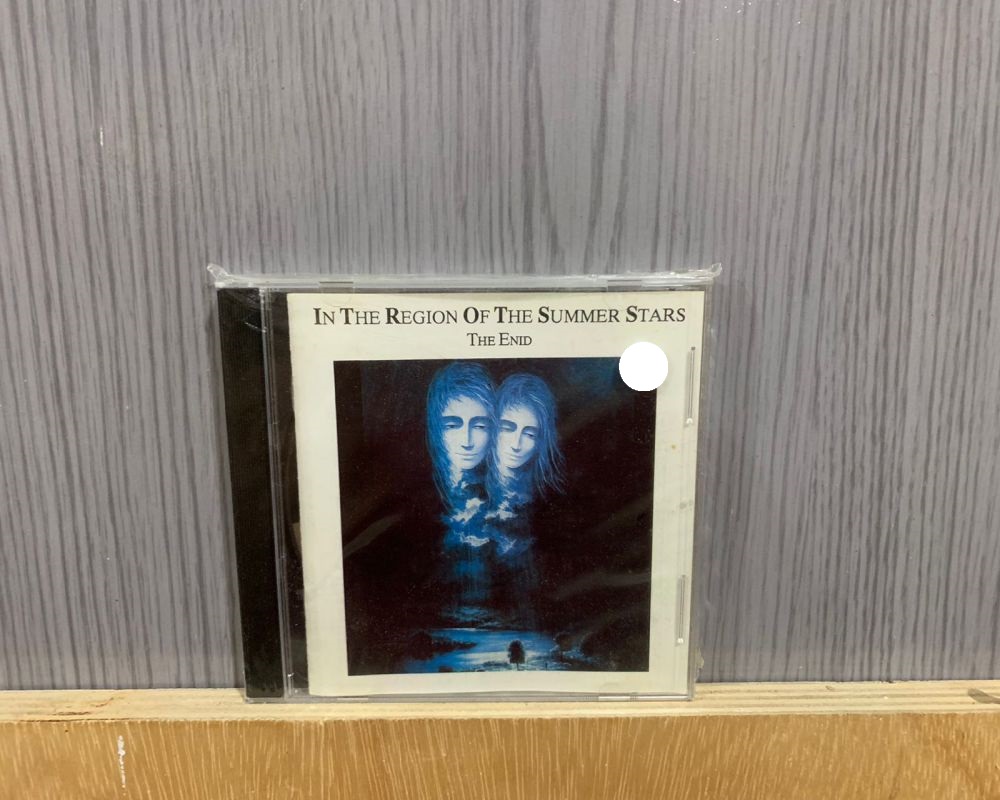 IN THE REGION OF THE SUMMER STARS
THE ENID